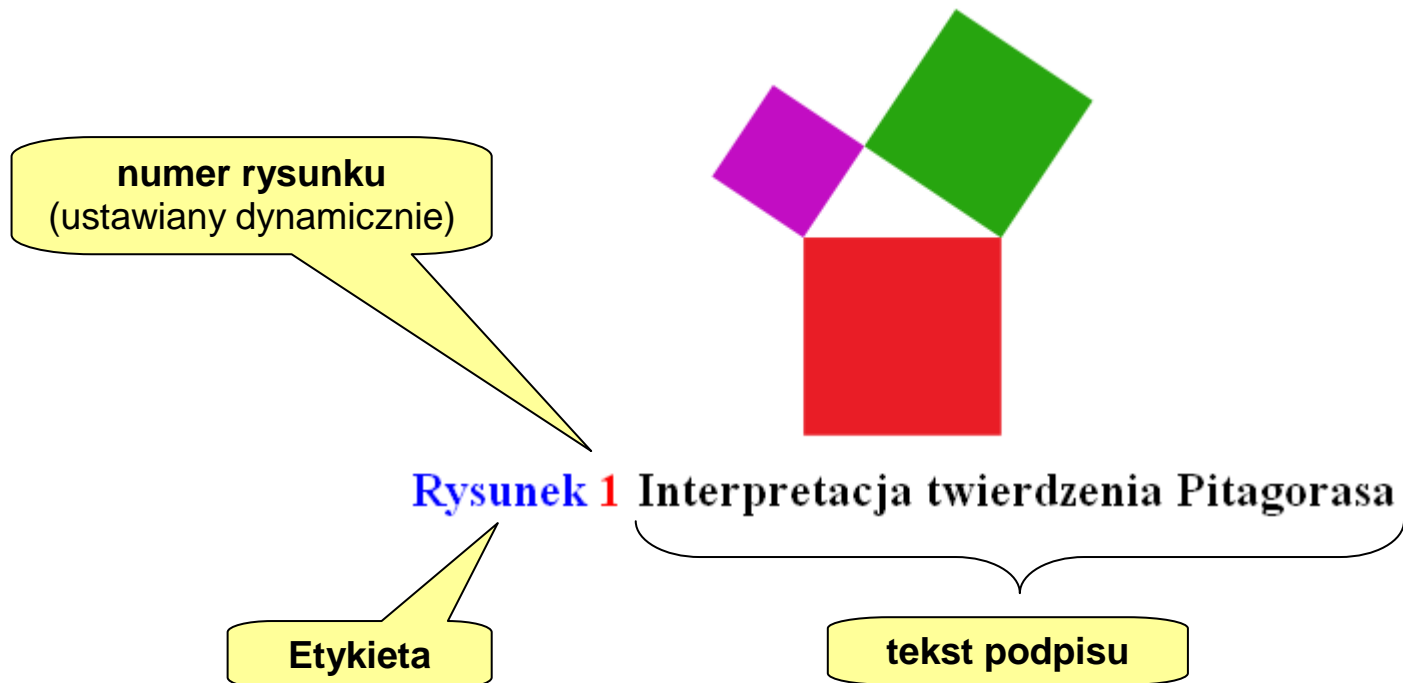 numer rysunku
(ustawiany dynamicznie)
Rysunek 1 Interpretacja twierdzenia Pitagorasa
Etykieta
tekst podpisu